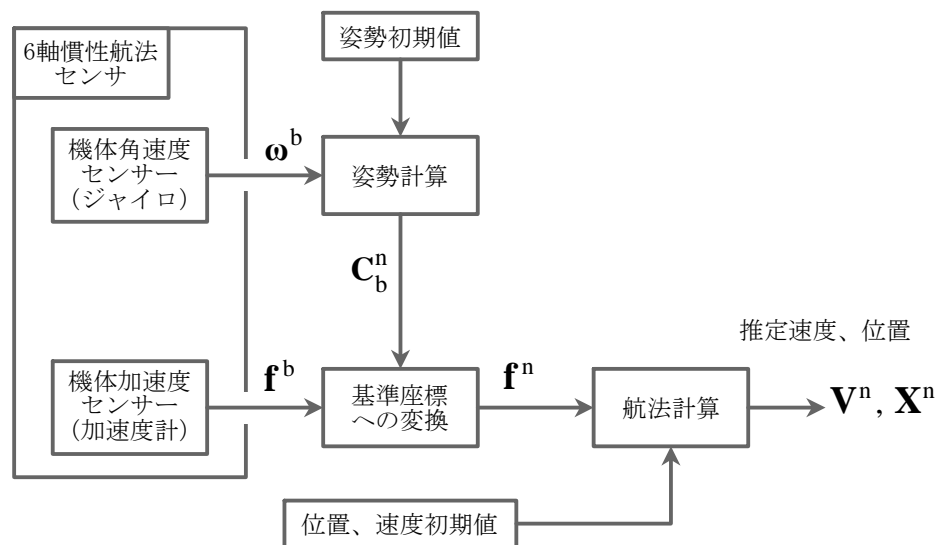 6軸慣性航法
センサ
姿勢初期値
機体角速度
センサー
(ジャイロ)
ω^b
姿勢計算
C_b^n
推定速度、位置
機体加速度
センサー
(加速度計)
f^b
基準座標
への変換
f^n
航法計算
V^n, X^n
位置、速度初期値